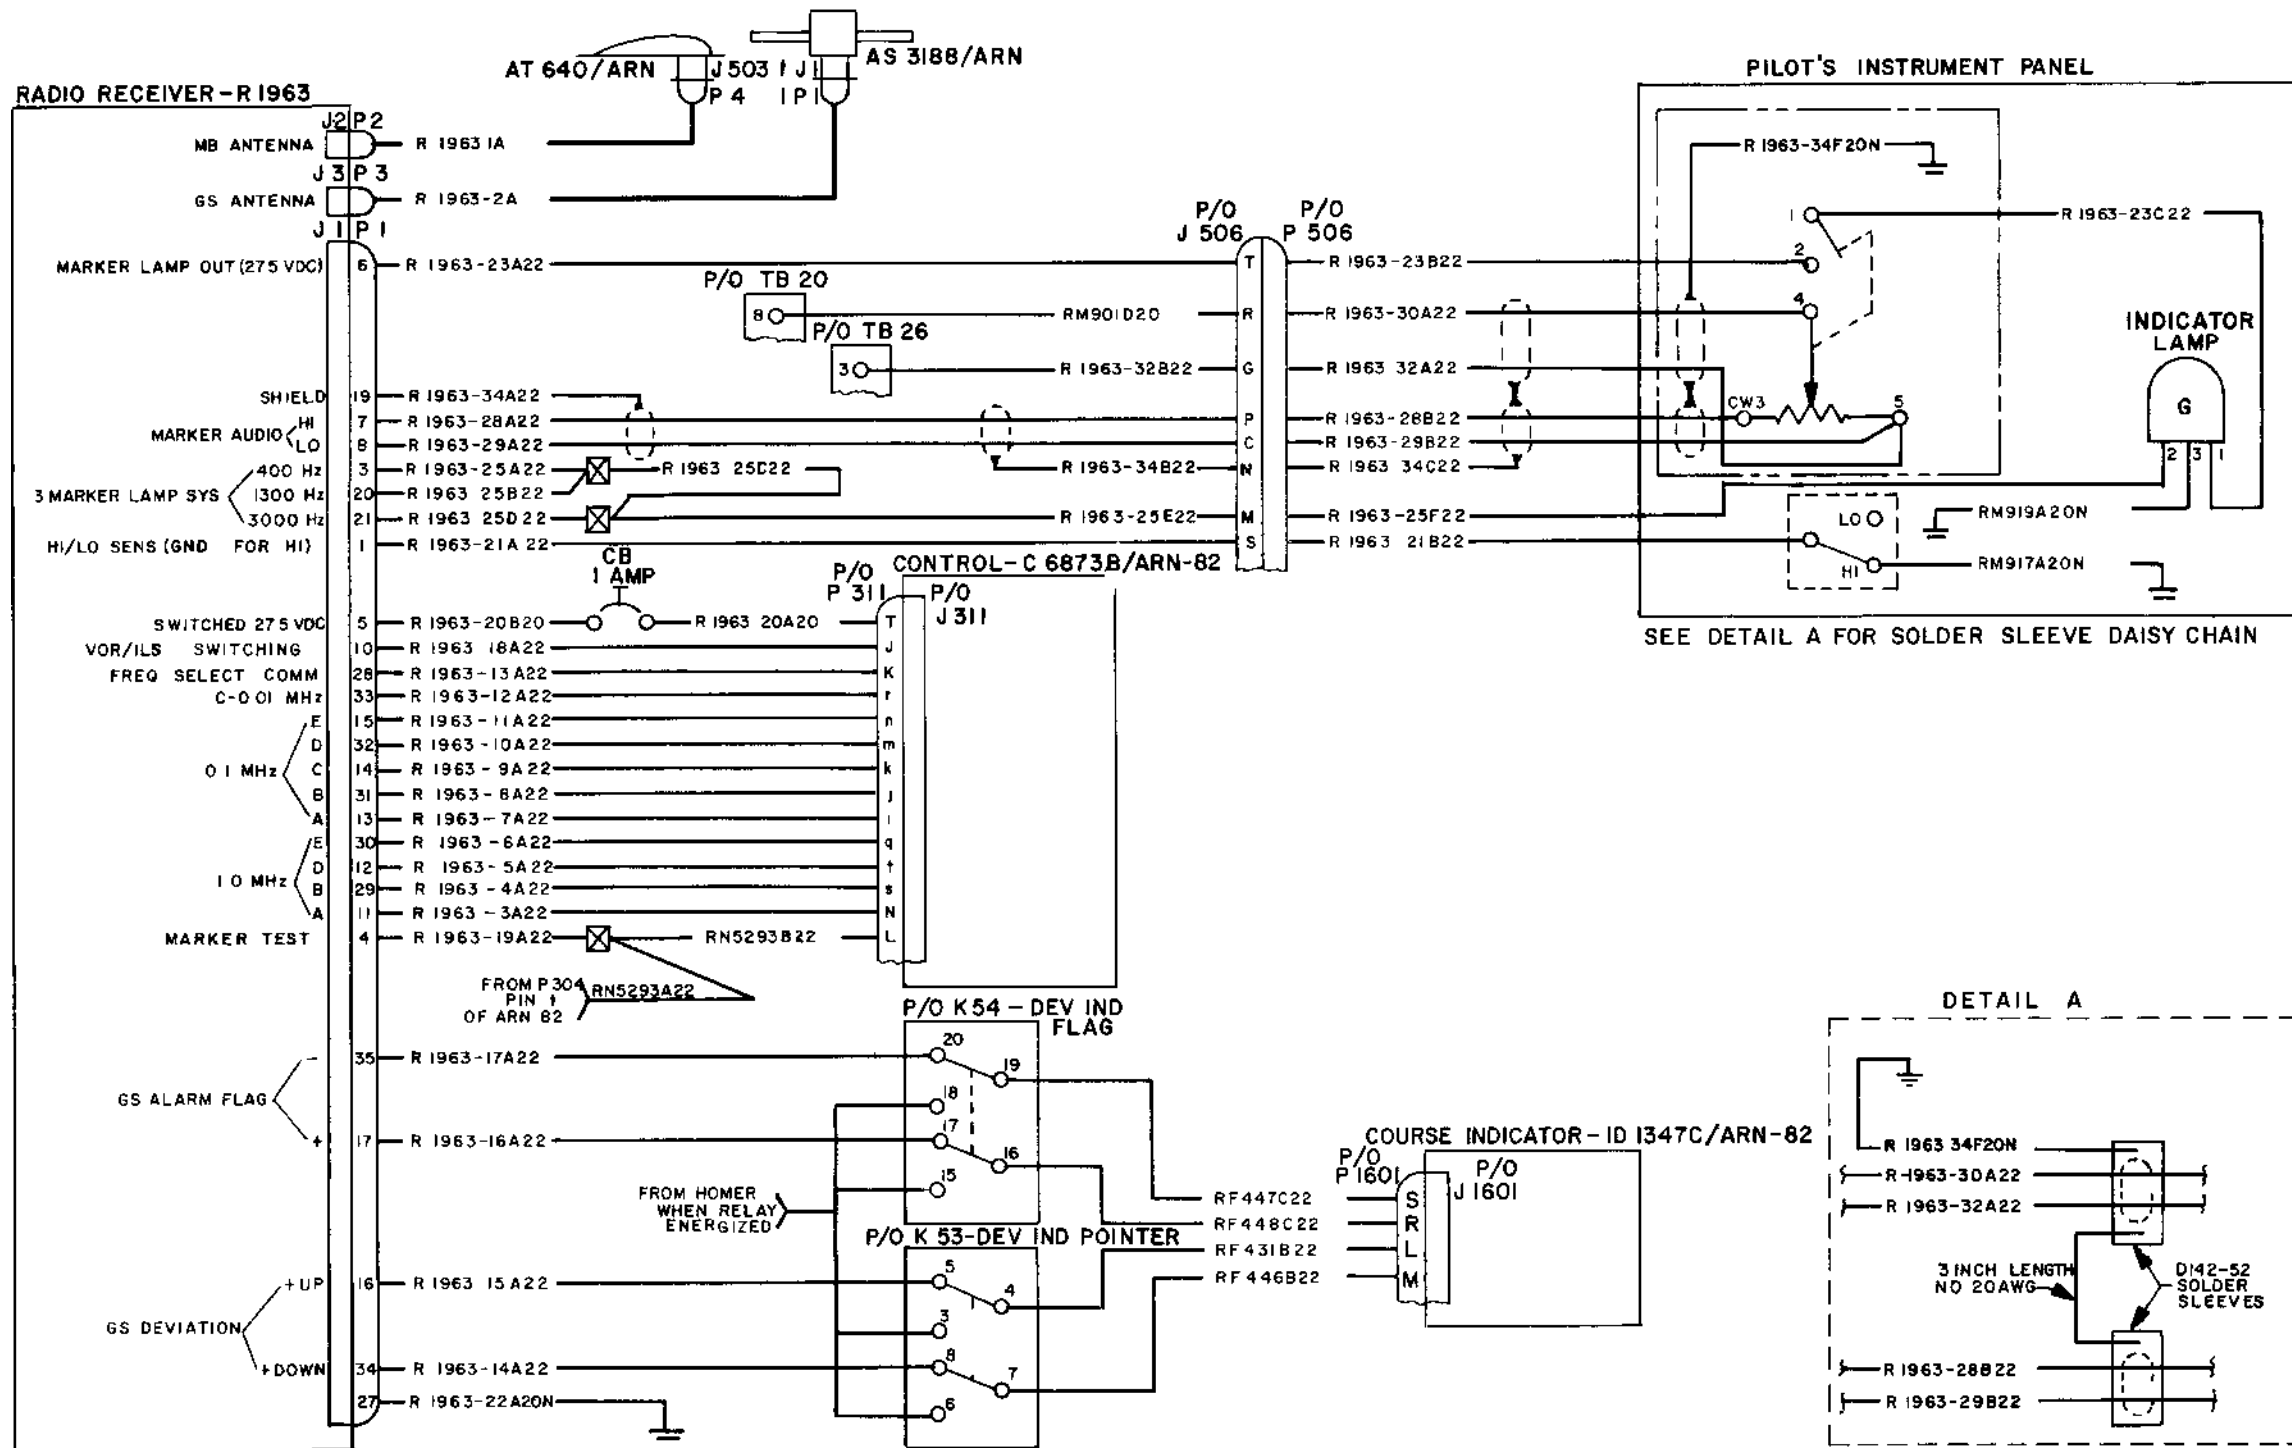 AT 640/ARN
J 503
P 4
1 J1
1 P1
AS 3188/ARN
RADIO RECEIVER-R 1963
J2 P2
MB ANTENNA
R 1963 1A
J 3 P 3
GS ANTENNA
R 1963-2A
J 1 P 1
MARKER LAMP OUT (275 VDC) 6 R 1963-23A22
P/O TB 20
8
RM901D20
P/O TB 26
3
R 1963-32B22
SHIELD 19 R 1963-34A22
MARKER AUDIO
HI 7 R 1963-28A22
LO 8 R 1963-29A22
3 MARKER LAMP SYS
400 Hz 3 R 1963-25A22
R 1963 25C22
R 1963-34B22
1300 Hz 20 R 1963 25B22
3000 Hz 21 R 1963 25D22
R 1963-25E22
HI/LO SENS (GND FOR HI) 1 R 1963-21A 22
P/O
J 506
P/O
P 506
T R 1963-23B22
R R 1963-30A22
G R 1963 32A22
P R 1963-28B22
C R 1963-29B22
N R 1963 34C22
M R 1963-25F22
S R 1963 21B22
PILOT'S INSTRUMENT PANEL
R 1963-34F20N
1
R 1963-23C22
2
4
CW3
5
INDICATOR
LAMP
G
2 3 1
LO
RM919A20N
HI
RM917A20N
SEE DETAIL A FOR SOLDER SLEEVE DAISY CHAIN
CB
1 AMP
CONTROL-C 6873B/ARN-82
P/O
P 311
P/O
J 311
SWITCHED 275 VDC 5 R 1963-20B20
R 1963 20A20 T
VOR/ILS SWITCHING 10 R 1963 18A22 J
FREQ SELECT COMM 28 R 1963-13A22 K
C-0 01 MHz 33 R 1963-12A22 r
0 1 MHz
E 15 R 1963-11A22 n
D 32 R 1963-10A22 m
C 14 R 1963-9A22 k
B 31 R 1963-8A22 j
A 13 R 1963-7A22 i
1 0 MHz
E 30 R 1963-6A22 q
D 12 R 1963-5A22 t
B 29 R 1963-4A22 s
A 11 R 1963-3A22 N
MARKER TEST 4 R 1963-19A22
RN5293B22 L
FROM P 304
PIN t
OF ARN 82
RN5293A22
P/O K 54 - DEV IND
FLAG
GS ALARM FLAG
- 35 R 1963-17A22
20
19
18
+ 17 R 1963-16A22
17
16
15
FROM HOMER
WHEN RELAY
ENERGIZED
P/O K 53-DEV IND POINTER
GS DEVIATION
+UP 16 R 1963 15A22
5
4
3
+DOWN 34 R 1963-14A22
8
7
27 R 1963-22A20N
6
COURSE INDICATOR-ID 1347C/ARN-82
P/O
P 1601
P/O
J 1601
RF447C22 S
RF448C22 R
RF431B22 L
RF446B22 M
DETAIL A
R 1963 34F20N
R 1963-30A22
R 1963-32A22
3 INCH LENGTH
NO 20AWG
D142-52
SOLDER
SLEEVES
R 1963-28B22
R 1963-29B22